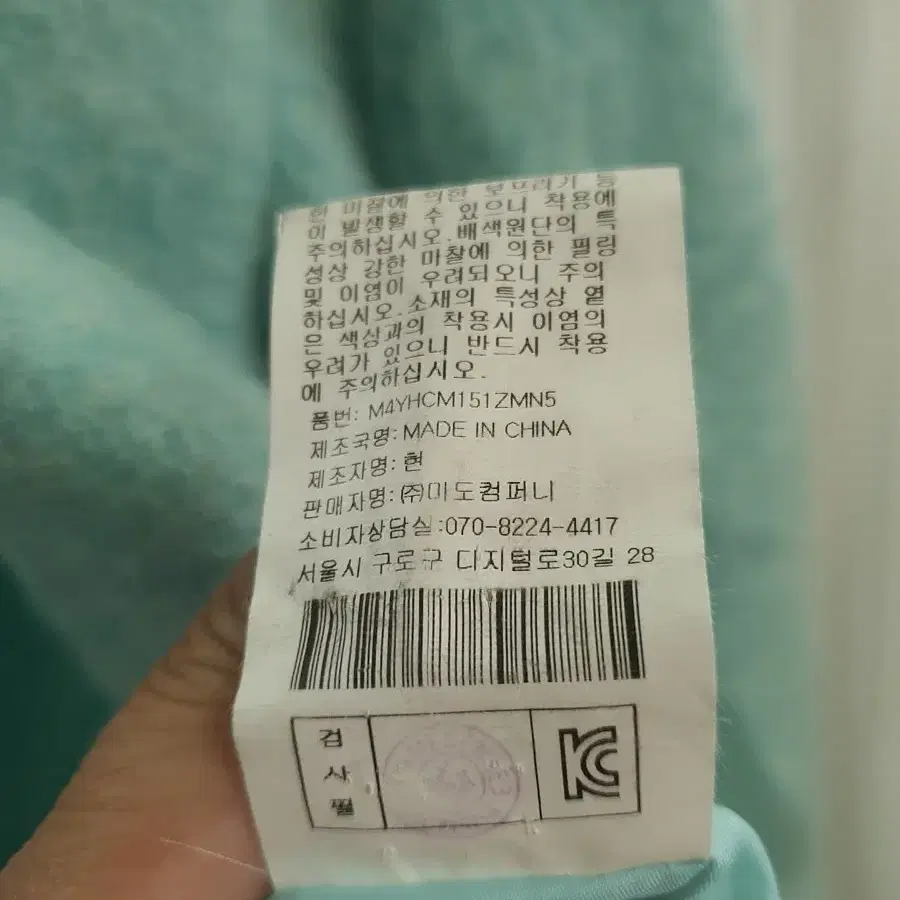 한 마찰에 의한 보프라기 등
이 발생할 수 있으니 착용에
주의하십시오.배색원단의 특
성상 강한 마찰에 의한 필링
및 이염이 우려되오니 주의
하십시오.소재의 특성상 옅
은 색상과의 착용시 이염의
우려가 있으니 반드시 착용
에 주의하십시오.
품번: M4YHCM151ZMN5
제조국명:MADE IN CHINA
제조자명: 현
판매자명:㈜미도컴퍼니
소비자상담실:070-8224-4417
서울시 구로구 디지털로30길 28
검사필
KC